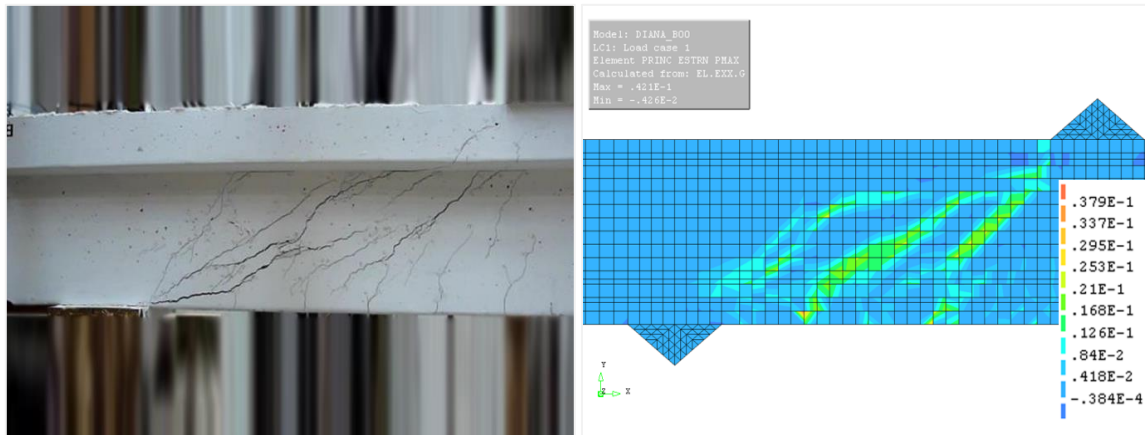 Model: DIANA_BOO
LC1: Load case 1
Element PRINC ESTRN PMAX
Calculated from: EL.EXX.G
Max = .421E-1
Min = -.426E-2
.379E-1
.337E-1
.295E-1
.253E-1
.21E-1
.168E-1
.126E-1
.84E-2
.418E-2
-.384E-4
Y
Z X